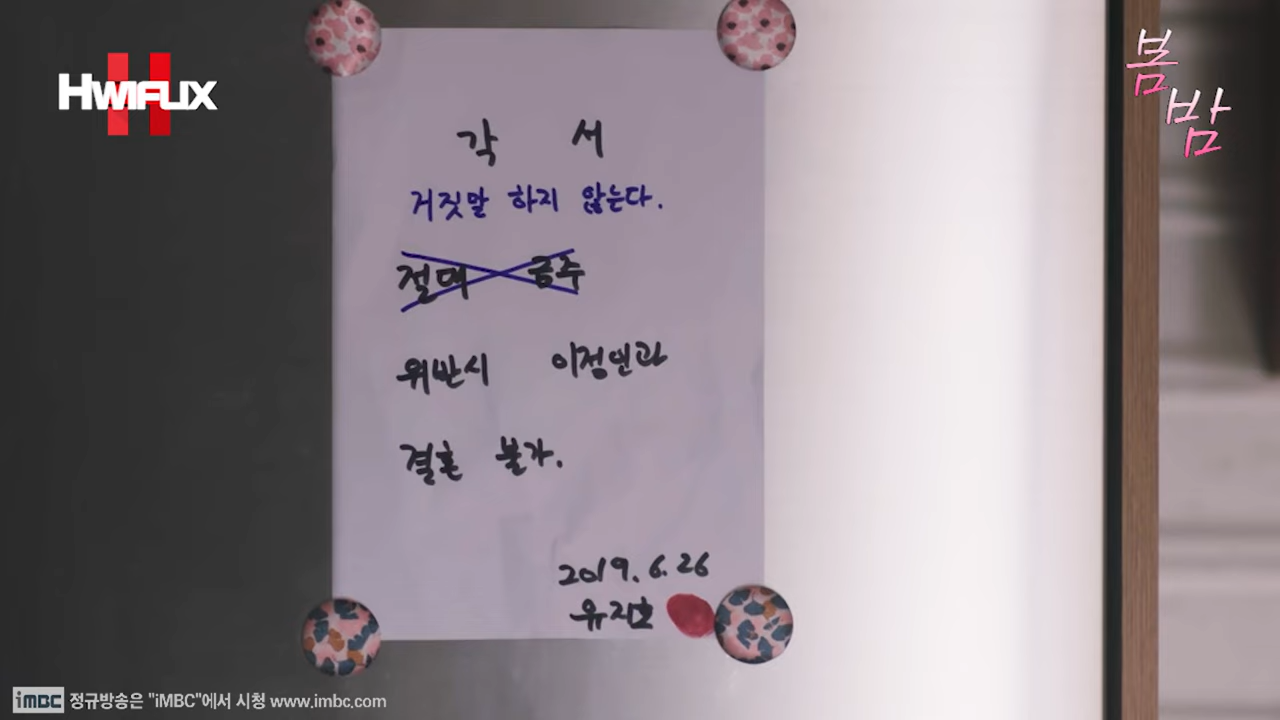 HWIFLIX
봄
밤
각 서
거짓말 하지 않는다.
절대 금주
위반시 이정인과
결혼 불가.
2019. 6. 26
유지호
iMBC 정규방송은 "iMBC"에서 시청 www.imbc.com